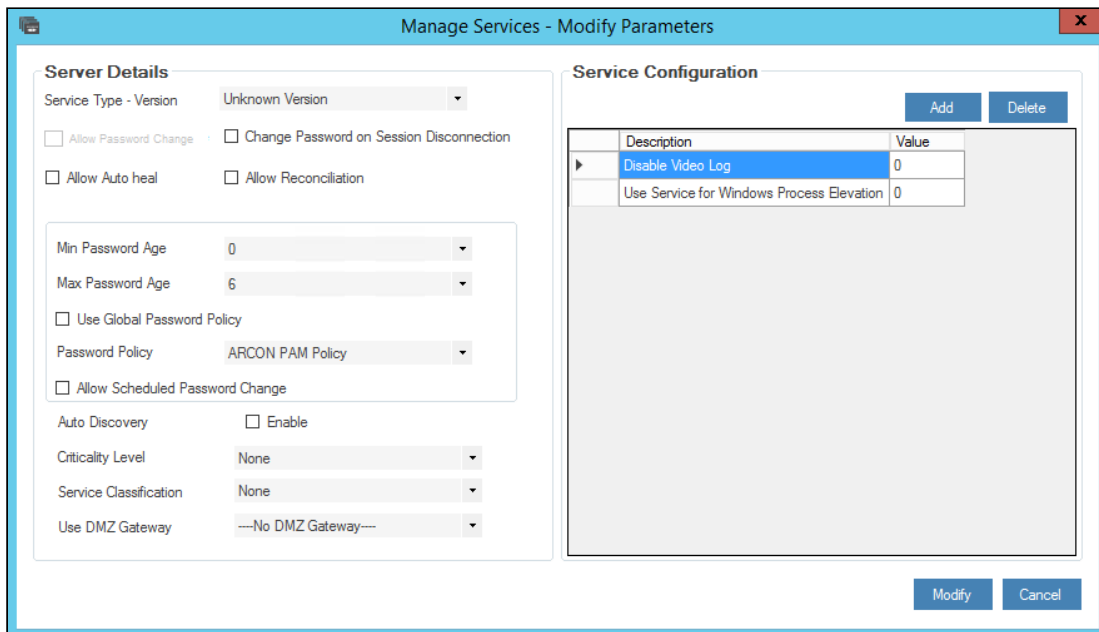 Manage Services - Modify Parameters
x
Server Details
Service Type - Version
Unknown Version
Allow Password Change
Change Password on Session Disconnection
Allow Auto heal
Allow Reconciliation
Min Password Age
0
Max Password Age
6
Use Global Password Policy
Password Policy
ARCON PAM Policy
Allow Scheduled Password Change
Auto Discovery
Enable
Criticality Level
None
Service Classification
None
Use DMZ Gateway
----No DMZ Gateway----
Service Configuration
Add
Delete
Description
Value
Disable Video Log
0
Use Service for Windows Process Elevation
0
Modify
Cancel